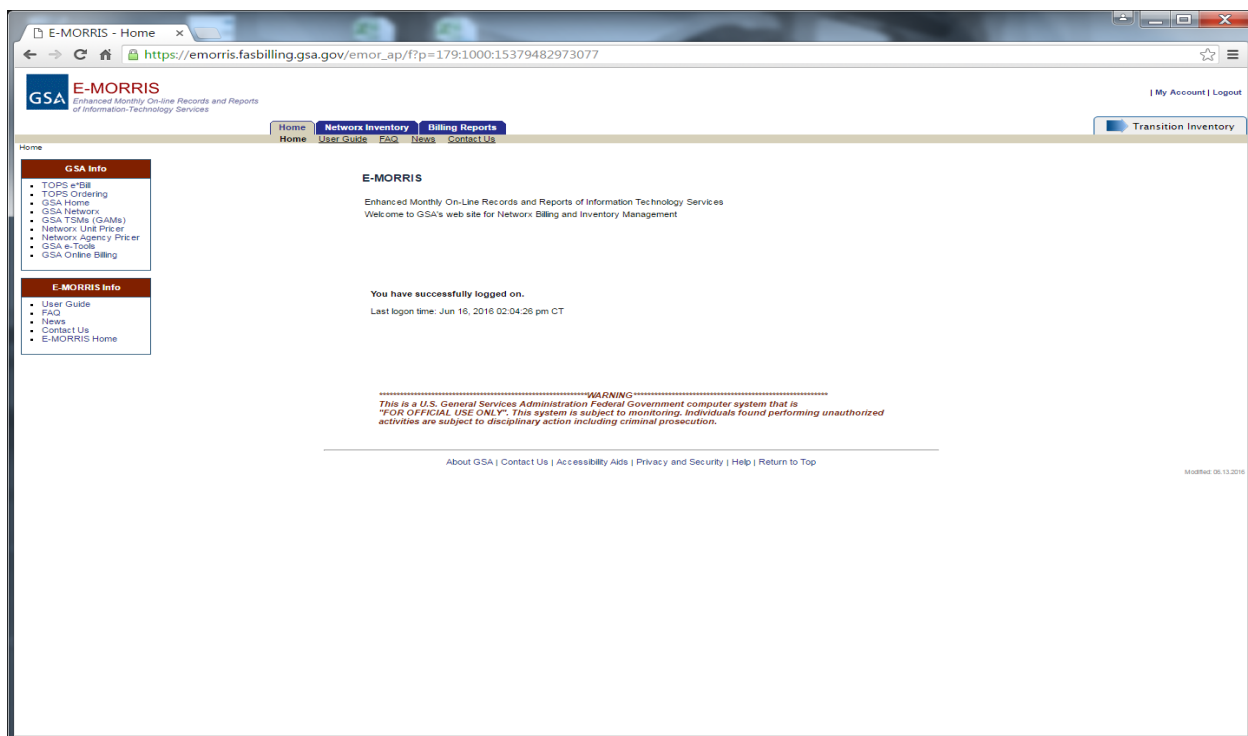 E-MORRIS - Home
https://emorris.fasbilling.gsa.gov/emor_ap/f?p=179:1000:15379482973077
GSA
E-MORRIS
Enhanced Monthly On-line Records and Reports
of Information-Technology Services
| My Account | Logout
Home Networx Inventory Billing Reports
Transition Inventory
Home User Guide FAQ News Contact Us
Home
GSA Info
TOPS e*Bill
TOPS Ordering
GSA Home
GSA Networx
GSA TSMs (GAMs)
Networx Unit Pricer
Networx Agency Pricer
GSA e-Tools
GSA Online Billing
E-MORRIS Info
User Guide
FAQ
News
Contact Us
E-MORRIS Home
E-MORRIS
Enhanced Monthly On-Line Records and Reports of Information Technology Services
Welcome to GSA's web site for Networx Billing and Inventory Management
You have successfully logged on.
Last logon time: Jun 16, 2016 02:04:26 pm CT
************************************************************WARNING********************************************************
This is a U.S. General Services Administration Federal Government computer system that is
"FOR OFFICIAL USE ONLY". This system is subject to monitoring. Individuals found performing unauthorized
activities are subject to disciplinary action including criminal prosecution.
About GSA | Contact Us | Accessibility Aids | Privacy and Security | Help | Return to Top
Modified: 06.13.2016